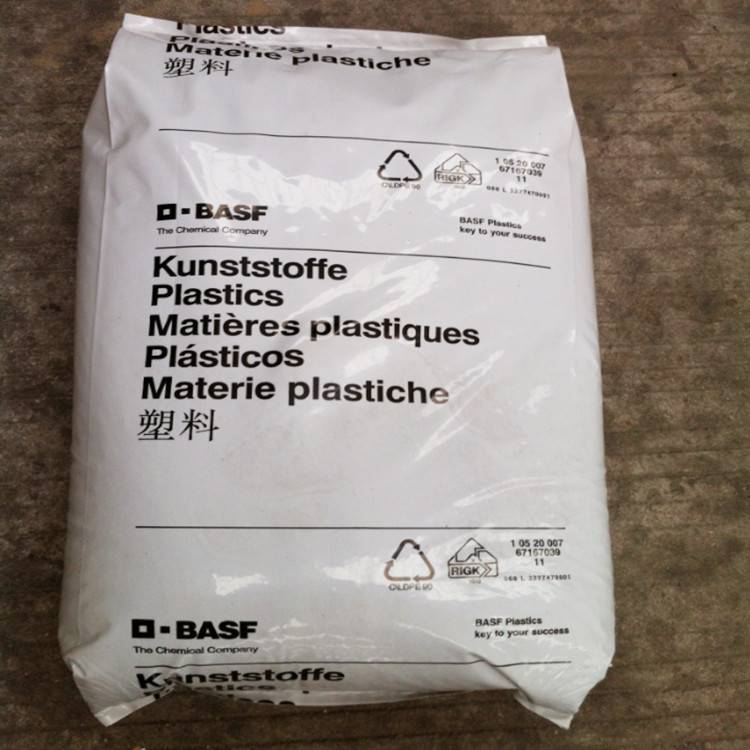 Plastics
Materie plastiche
塑料
RIGK
1 05 20 007
67167039
11
BASF
The Chemical Company
BASF Plastics
key to your success
Kunststoffe
Plastics
Matières plastiques
Plásticos
Materie plastiche
塑料
RIGK
1 05 20 007
67167039
11
BASF
The Chemical Company
BASF Plastics
key to your success
Kunststoffe
Plastics